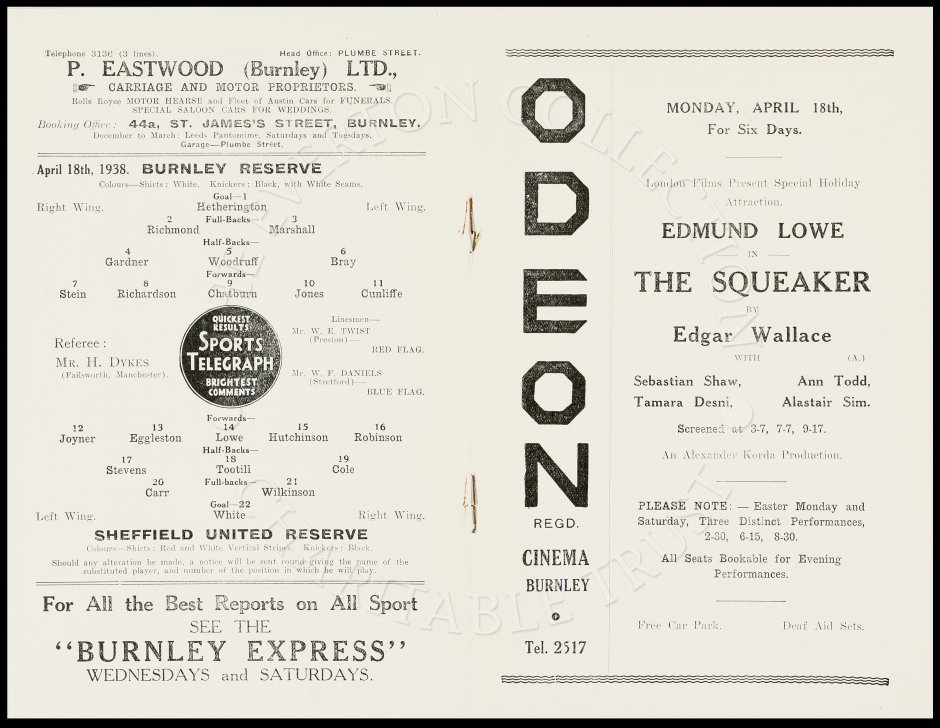 Telephone 3136 (3 lines). Head Office: PLUMBE STREET.
P. EASTWOOD (Burnley) LTD.,
CARRIAGE AND MOTOR PROPRIETORS.
Rolls Royce MOTOR HEARSE and Fleet of Austin Cars for FUNERALS.
SPECIAL SALOON CARS FOR WEDDINGS.
Booking Office: 44a, ST. JAMES'S STREET, BURNLEY.
December to March: Leeds Pantomime, Saturdays and Tuesdays.
Garage—Plumbe Street.
April 18th, 1938. BURNLEY RESERVE
Colours—Shirts: White. Knickers: Black, with White Seams.
Goal—1
Right Wing. Hetherington Left Wing.
2 Full-Backs— 3
Richmond Marshall
Half-Backs—
4 5 6
Gardner Woodruff Bray
Forwards—
7 8 9 10 11
Stein Richardson Chatburn Jones Cunliffe
QUICKEST RESULTS
SPORTS TELEGRAPH
BRIGHTEST COMMENTS
Referee:
MR. H. DYKES
(Failsworth, Manchester).
Linesmen—
Mr. W. E. TWIST
(Preston)—
RED FLAG.
Mr. W. F. DANIELS
(Stretford)—
BLUE FLAG.
Forwards—
12 13 14 15 16
Joyner Eggleston Lowe Hutchinson Robinson
Half-Backs—
17 18 19
Stevens Tootill Cole
20 Full-backs— 21
Carr Wilkinson
Goal—22
Left Wing. White Right Wing.
SHEFFIELD UNITED RESERVE
Colours—Shirts: Red and White Vertical Stripes. Knickers: Black.
Should any alteration be made, a notice will be sent round giving the name of the
substituted player, and number of the position in which he will play.
For All the Best Reports on All Sport
SEE THE
"BURNLEY EXPRESS"
WEDNESDAYS and SATURDAYS.
ODEON
REGD.
CINEMA
BURNLEY
Tel. 2517
MONDAY, APRIL 18th,
For Six Days.
London Films Present Special Holiday
Attraction.
EDMUND LOWE
IN
THE SQUEAKER
BY
Edgar Wallace
WITH (A.)
Sebastian Shaw, Ann Todd,
Tamara Desni, Alastair Sim.
Screened at 3-7, 7-7, 9-17.
An Alexander Korda Production.
PLEASE NOTE:— Easter Monday and
Saturday, Three Distinct Performances,
2-30, 6-15, 8-30.
All Seats Bookable for Evening
Performances.
Free Car Park. Deaf Aid Sets.
EVERTON COLLECTION
CHARITABLE TRUST